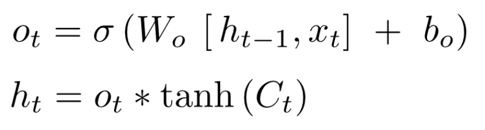 o_t = σ (W_o [h_{t−1}, x_t] + b_o)
h_t = o_t * tanh (C_t)